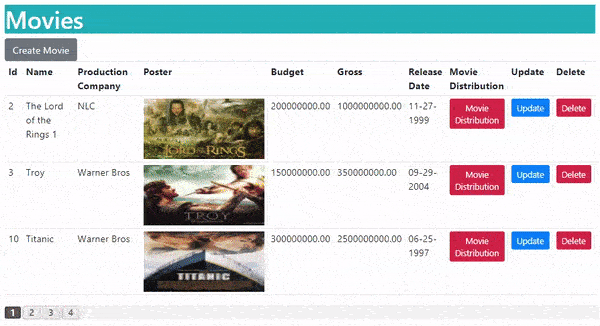 Movies
Create Movie
Id Name Production Company Poster Budget Gross Release Date Movie Distribution Update Delete
2 The Lord of the Rings 1 NLC LORD OF THE RINGS 200000000.00 1000000000.00 11-27-1999 Movie Distribution Update Delete
3 Troy Warner Bros TROY 150000000.00 350000000.00 09-29-2004 Movie Distribution Update Delete
10 Titanic Warner Bros TITANIC 300000000.00 2500000000.00 06-25-1997 Movie Distribution Update Delete
1 2 3 4